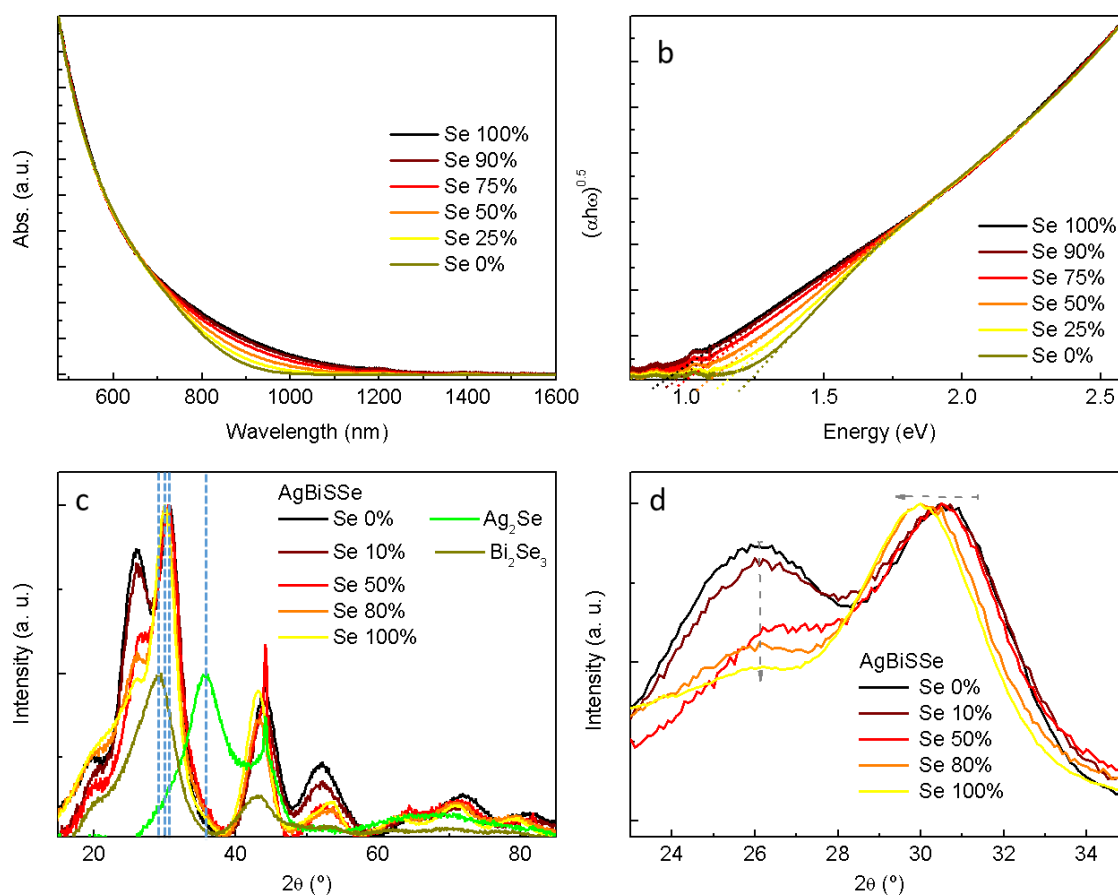 Abs. (a.u.)
Se 100%
Se 90%
Se 75%
Se 50%
Se 25%
Se 0%
600 800 1000 1200 1400 1600
Wavelength (nm)
b
(αhω)^0.5
Se 100%
Se 90%
Se 75%
Se 50%
Se 25%
Se 0%
1.0 1.5 2.0 2.5
Energy (eV)
c
Intensity (a. u.)
AgBiSSe
Se 0%
Se 10%
Se 50%
Se 80%
Se 100%
Ag₂Se
Bi₂Se₃
20 40 60 80
2θ (º)
d
Intensity (a. u.)
AgBiSSe
Se 0%
Se 10%
Se 50%
Se 80%
Se 100%
24 26 28 30 32 34
2θ (º)